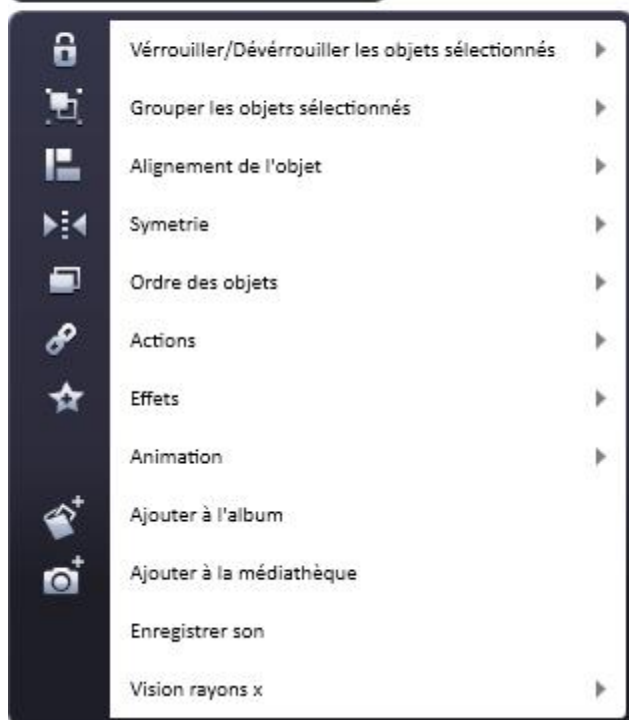 Vérrouiller/Dévérrouiller les objets sélectionnés
Grouper les objets sélectionnés
Alignement de l'objet
Symetrie
Ordre des objets
Actions
Effets
Animation
Ajouter à l'album
Ajouter à la médiathèque
Enregistrer son
Vision rayons x